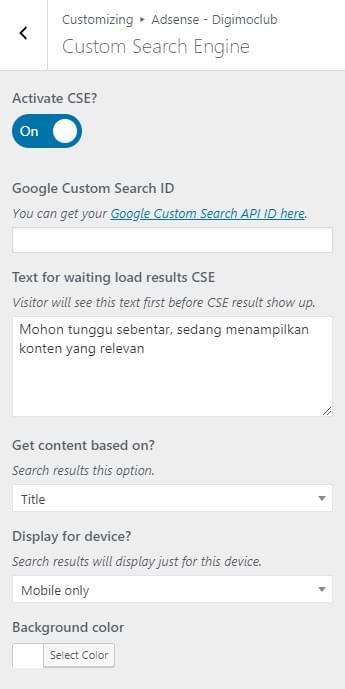 Customizing ▸ Adsense - Digimoclub
Custom Search Engine
Activate CSE?
On
Google Custom Search ID
You can get your Google Custom Search API ID here.
Text for waiting load results CSE
Visitor will see this text first before CSE result show up.
Mohon tunggu sebentar, sedang menampilkan
konten yang relevan
Get content based on?
Search results this option.
Title
Display for device?
Search results will display just for this device.
Mobile only
Background color
Select Color